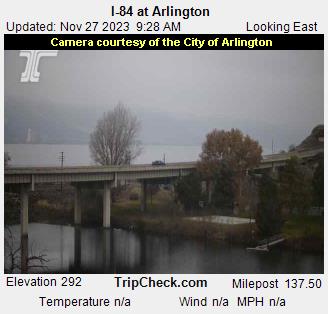 I-84 at Arlington
Updated: Nov 27 2023 9:28 AM Looking East
Camera courtesy of the City of Arlington
Elevation 292 TripCheck.com Milepost 137.50
Temperature n/a Wind n/a MPH n/a